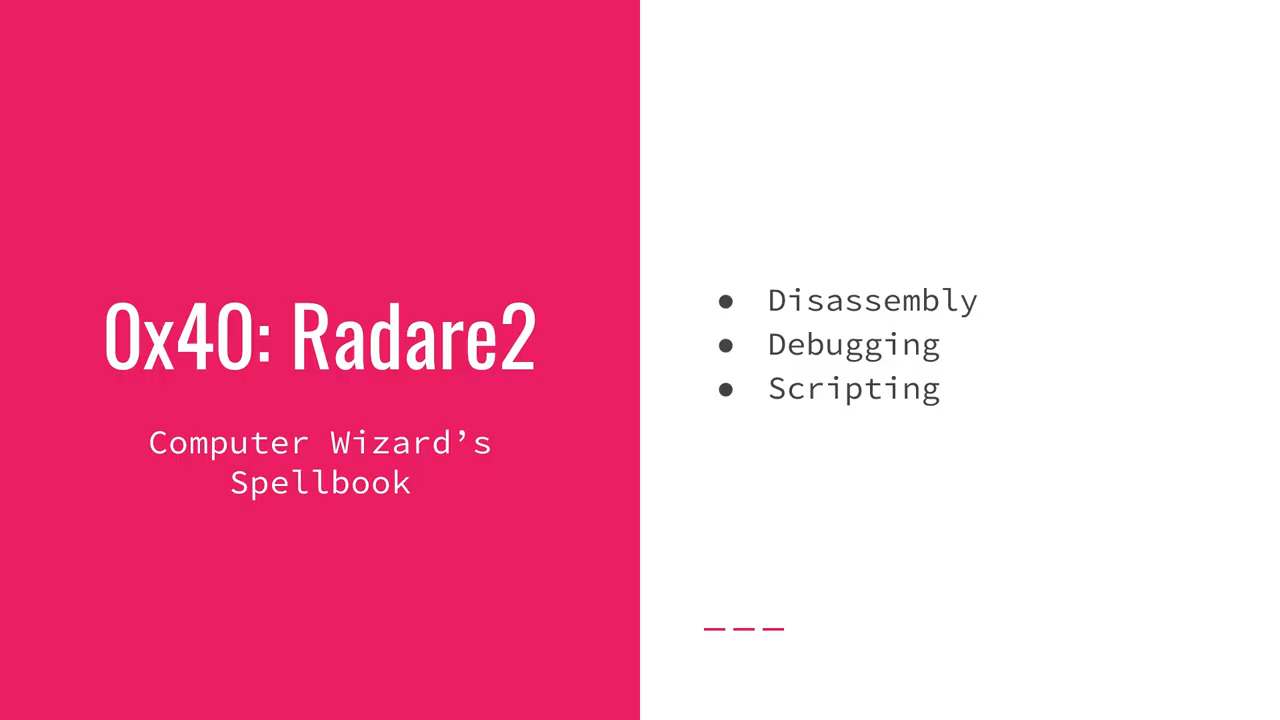 0x40: Radare2
Computer Wizard’s
Spellbook
● Disassembly
● Debugging
● Scripting